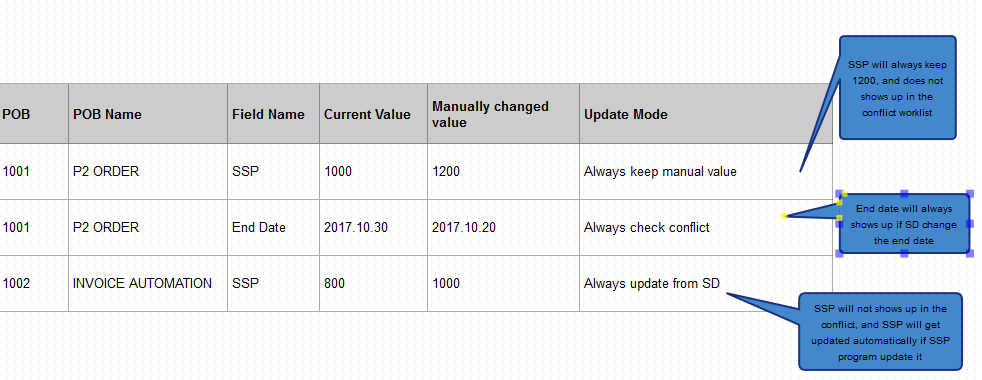 SSP will always keep
1200, and does not
shows up in the
conflict worklist
POB POB Name Field Name Current Value Manually changed value Update Mode
1001 P2 ORDER SSP 1000 1200 Always keep manual value
End date will always
shows up if SD change
the end date
1001 P2 ORDER End Date 2017.10.30 2017.10.20 Always check conflict
1002 INVOICE AUTOMATION SSP 800 1000 Always update from SD
SSP will not shows up in the
conflict, and SSP will get
updated automatically if SSP
program update it